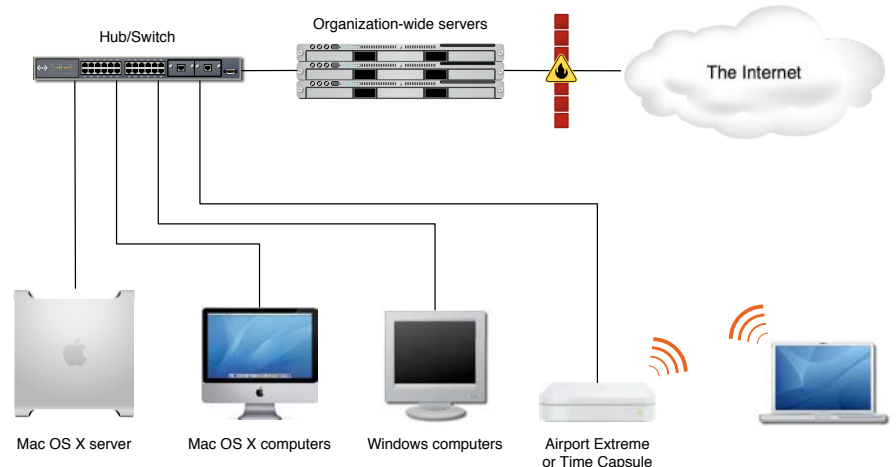 Organization-wide servers
Hub/Switch
The Internet
Mac OS X server
Mac OS X computers
Windows computers
Airport Extreme
or Time Capsule